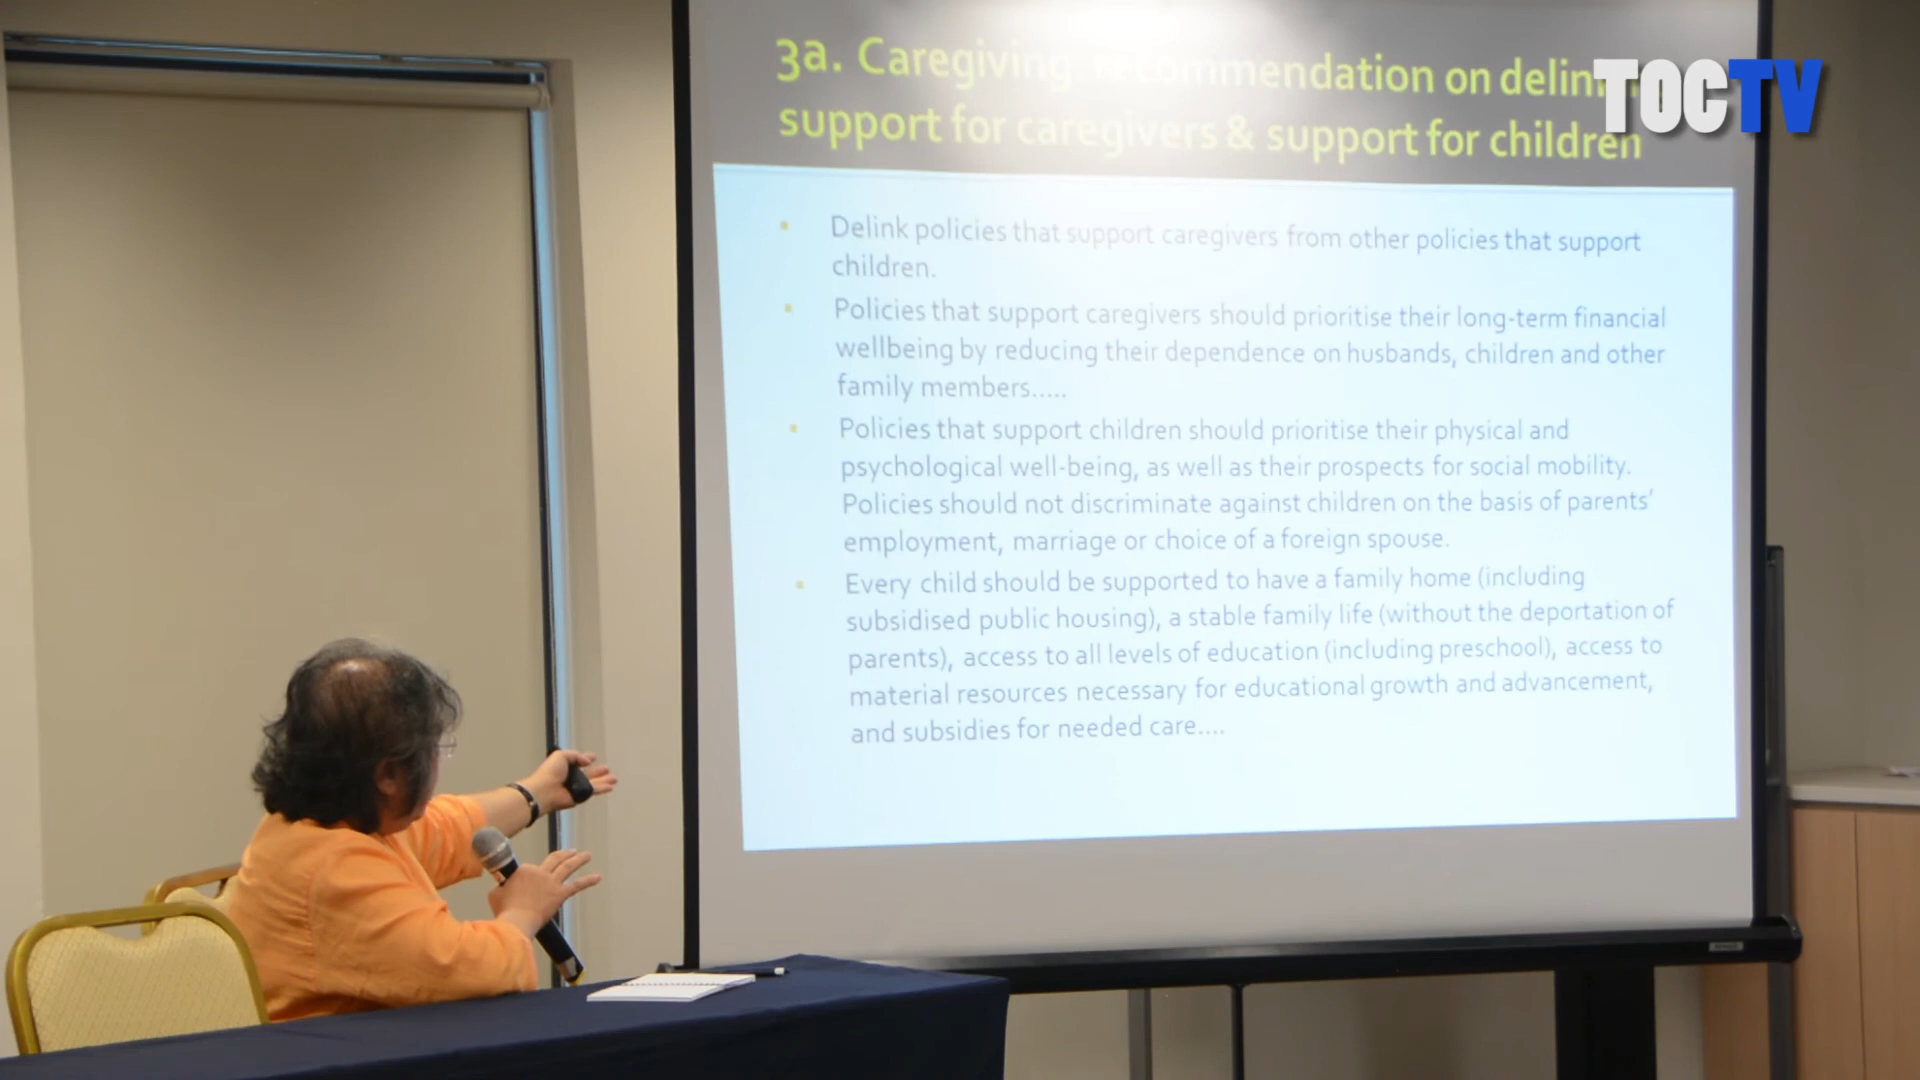 3a. Caregiving recommendation on delin
TOCTV
support for caregivers & support for children
Delink policies that support caregivers from other policies that support
children.
Policies that support caregivers should prioritise their long-term financial
wellbeing by reducing their dependence on husbands, children and other
family members.....
Policies that support children should prioritise their physical and
psychological well-being, as well as their prospects for social mobility.
Policies should not discriminate against children on the basis of parents'
employment, marriage or choice of a foreign spouse.
Every child should be supported to have a family home (including
subsidised public housing), a stable family life (without the deportation of
parents), access to all levels of education (including preschool), access to
material resources necessary for educational growth and advancement,
and subsidies for needed care....